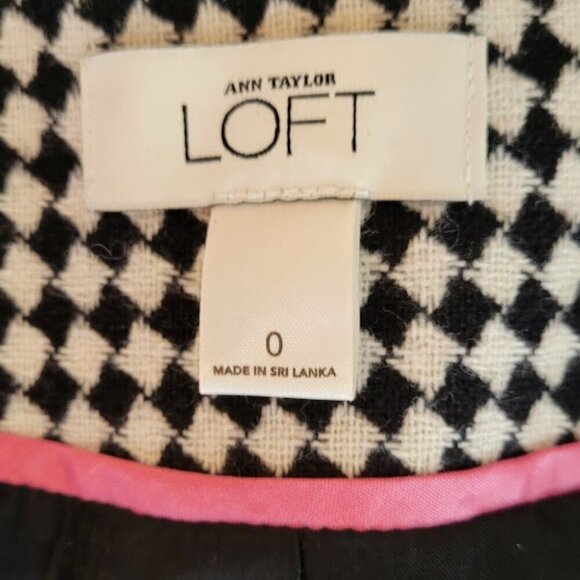 ANN TAYLOR
LOFT
0
MADE IN SRI LANKA